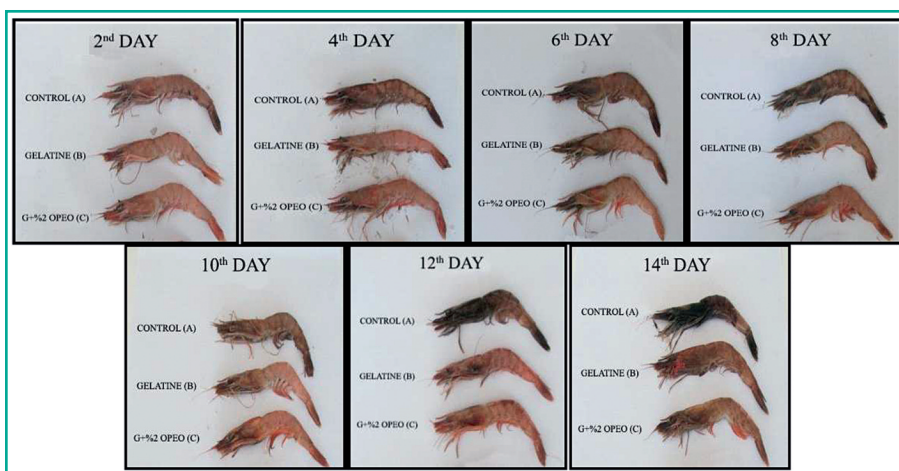 2nd DAY
CONTROL (A)
GELATINE (B)
G+%2 OPEO (C)
4th DAY
CONTROL (A)
GELATINE (B)
G+%2 OPEO (C)
6th DAY
CONTROL (A)
GELATINE (B)
G+%2 OPEO (C)
8th DAY
CONTROL (A)
GELATINE (B)
G+%2 OPEO (C)
10th DAY
CONTROL (A)
GELATINE (B)
G+%2 OPEO (C)
12th DAY
CONTROL (A)
GELATINE (B)
G+%2 OPEO (C)
14th DAY
CONTROL (A)
GELATINE (B)
G+%2 OPEO (C)